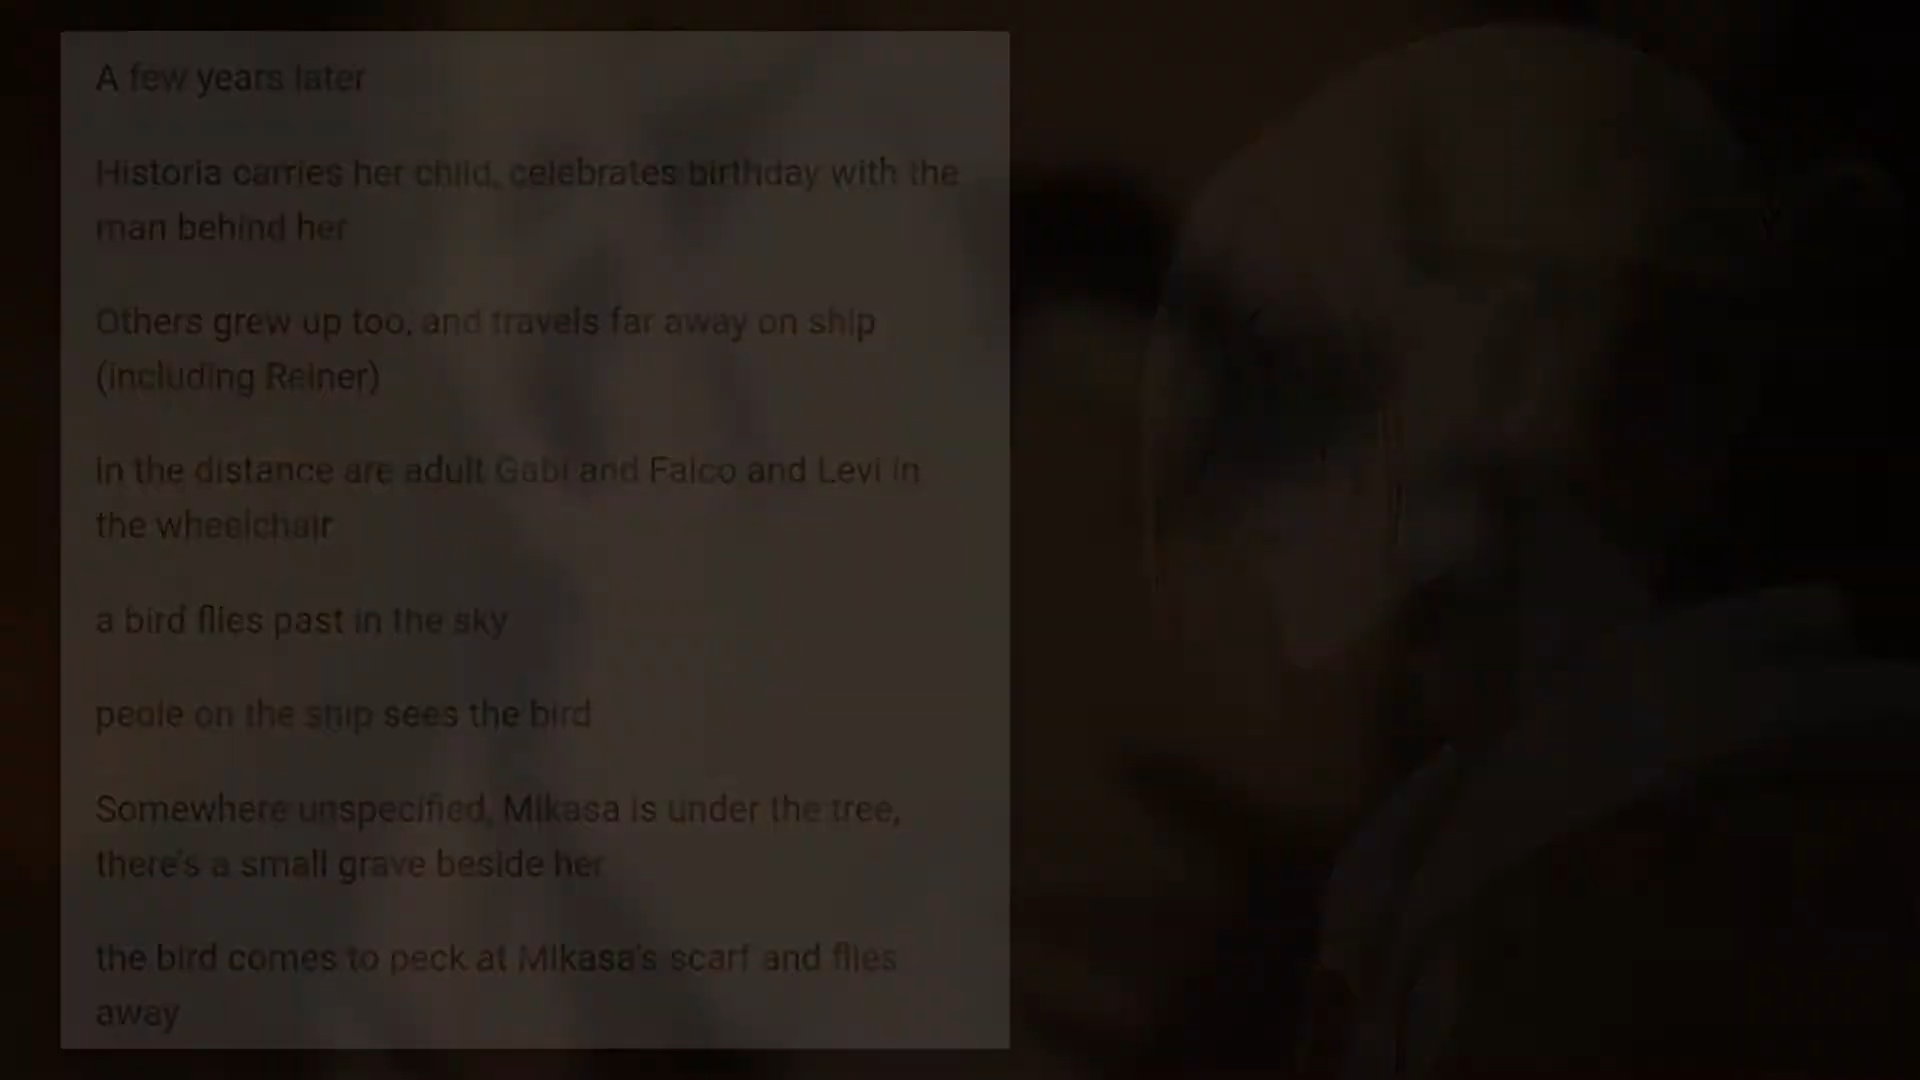 A few years later
Historia carries her child, celebrates birthday with the
man behind her
Others grew up too, and travels far away on ship
(including Reiner)
in the distance are adult Gabi and Falco and Levi in
the wheelchair
a bird flies past in the sky
peole on the ship sees the bird
Somewhere unspecified, Mikasa is under the tree,
there's a small grave beside her
the bird comes to peck at Mikasa's scarf and flies
away